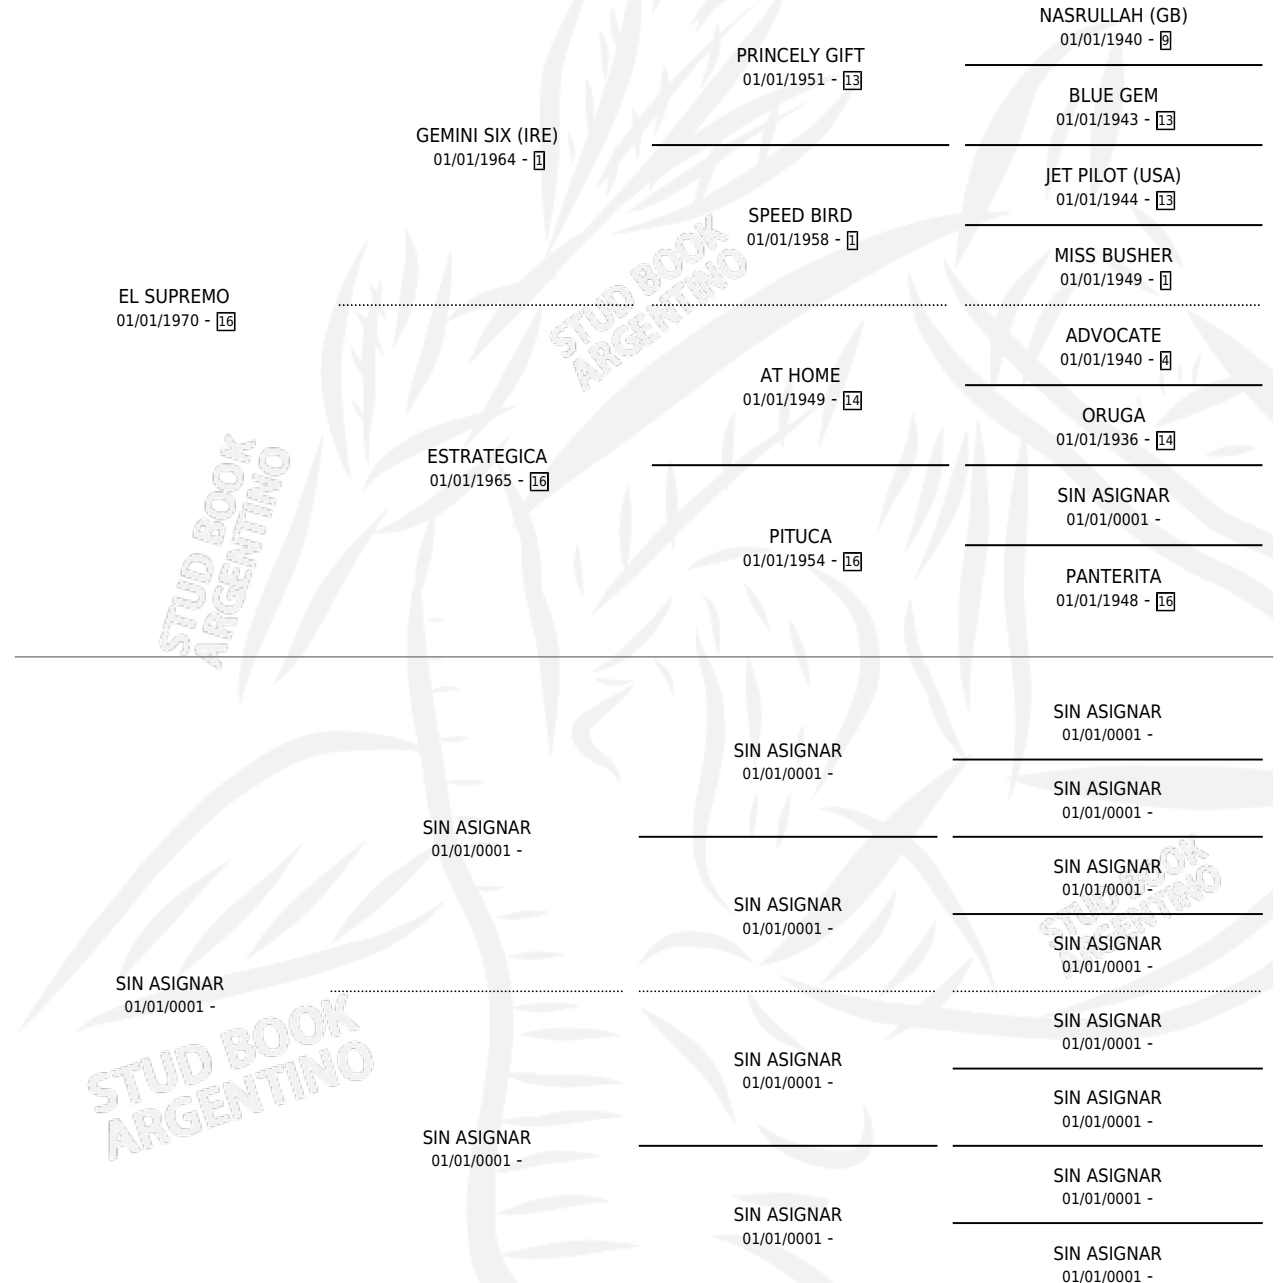 NASRULLAH (GB)
01/01/1940 - 9
PRINCELY GIFT
01/01/1951 - 13
BLUE GEM
01/01/1943 - 13
GEMINI SIX (IRE)
01/01/1964 - 1
JET PILOT (USA)
01/01/1944 - 13
SPEED BIRD
01/01/1958 - 1
MISS BUSHER
01/01/1949 - 1
EL SUPREMO
01/01/1970 - 16
STUD BOOK
ARGENTINO
ADVOCATE
01/01/1940 - 4
AT HOME
01/01/1949 - 14
ORUGA
01/01/1936 - 14
ESTRATEGICA
01/01/1965 - 16
SIN ASIGNAR
01/01/0001 -
PITUCA
01/01/1954 - 16
PANTERITA
01/01/1948 - 16
STUD BOOK
ARGENTINO
SIN ASIGNAR
01/01/0001 -
SIN ASIGNAR
01/01/0001 -
SIN ASIGNAR
01/01/0001 -
SIN ASIGNAR
01/01/0001 -
SIN ASIGNAR
01/01/0001 -
SIN ASIGNAR
01/01/0001 -
SIN ASIGNAR
01/01/0001 -
STUD BOOK
ARGENTINO
SIN ASIGNAR
01/01/0001 -
STUD BOOK
ARGENTINO
SIN ASIGNAR
01/01/0001 -
SIN ASIGNAR
01/01/0001 -
SIN ASIGNAR
01/01/0001 -
SIN ASIGNAR
01/01/0001 -
SIN ASIGNAR
01/01/0001 -
SIN ASIGNAR
01/01/0001 -
SIN ASIGNAR
01/01/0001 -